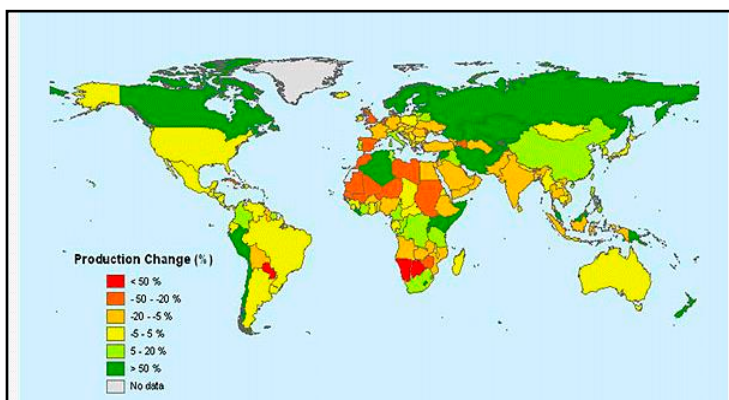 Production Change (%)
< 50 %
- 50 - -20 %
-20 - -5 %
-5 - 5 %
5 - 20 %
> 50 %
No data